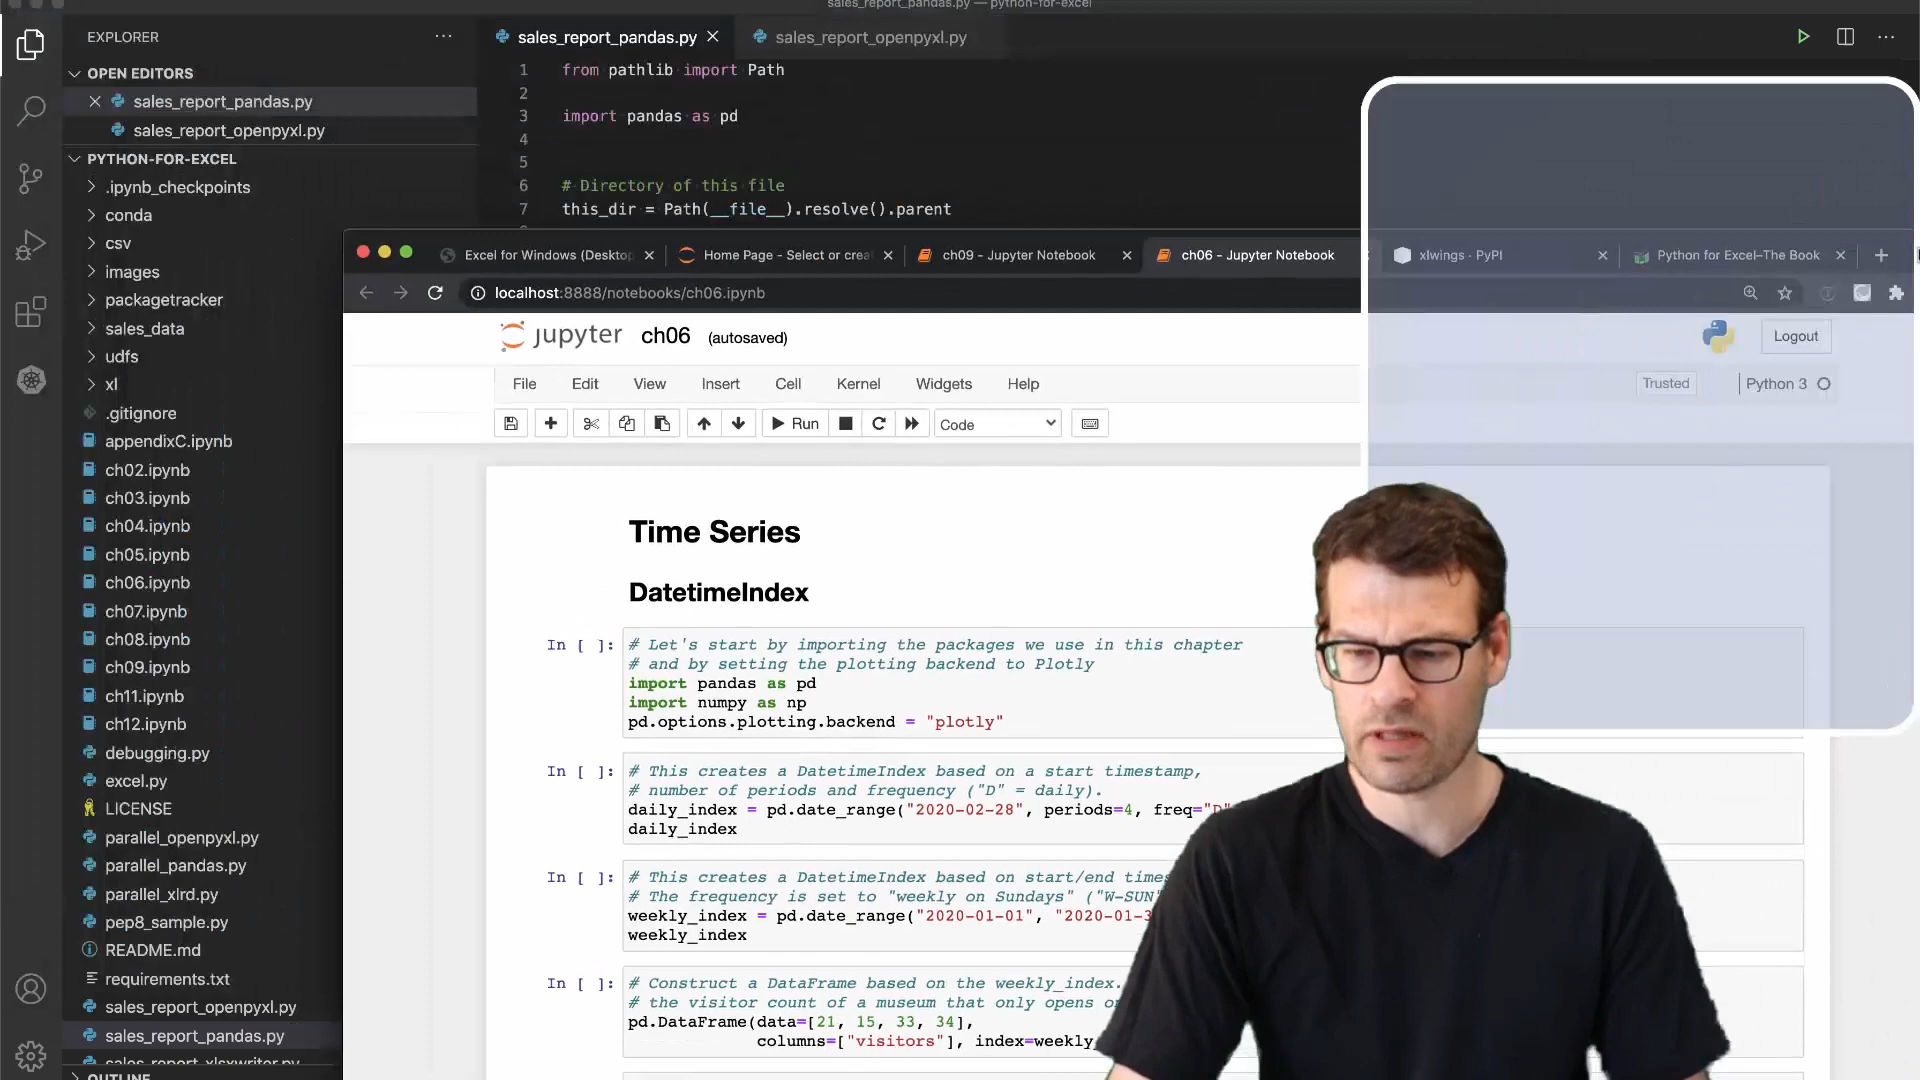 sales_report_pandas.py — python-for-excel
EXPLORER
OPEN EDITORS
sales_report_pandas.py
sales_report_openpyxl.py
PYTHON-FOR-EXCEL
.ipynb_checkpoints
conda
csv
images
packagetracker
sales_data
udfs
xl
.gitignore
appendixC.ipynb
ch02.ipynb
ch03.ipynb
ch04.ipynb
ch05.ipynb
ch06.ipynb
ch07.ipynb
ch08.ipynb
ch09.ipynb
ch11.ipynb
ch12.ipynb
debugging.py
excel.py
LICENSE
parallel_openpyxl.py
parallel_pandas.py
parallel_xlrd.py
pep8_sample.py
README.md
requirements.txt
sales_report_openpyxl.py
sales_report_pandas.py
sales_report_xlsxwriter.py
OUTLINE
sales_report_pandas.py
sales_report_openpyxl.py
1 from pathlib import Path
2
3 import pandas as pd
4
5
6 # Directory of this file
7 this_dir = Path(__file__).resolve().parent
Excel for Windows (Desktop
Home Page - Select or crea
ch09 - Jupyter Notebook
ch06 - Jupyter Notebook
xlwings · PyPI
Python for Excel–The Book
localhost:8888/notebooks/ch06.ipynb
jupyter ch06 (autosaved)
Logout
File Edit View Insert Cell Kernel Widgets Help
Trusted
Python 3
Run
Code
Time Series
DatetimeIndex
In [ ]: # Let's start by importing the packages we use in this chapter
# and by setting the plotting backend to Plotly
import pandas as pd
import numpy as np
pd.options.plotting.backend = "plotly"
In [ ]: # This creates a DatetimeIndex based on a start timestamp,
# number of periods and frequency ("D" = daily).
daily_index = pd.date_range("2020-02-28", periods=4, freq="D"
daily_index
In [ ]: # This creates a DatetimeIndex based on start/end times
# The frequency is set to "weekly on Sundays" ("W-SUN"
weekly_index = pd.date_range("2020-01-01", "2020-01-3
weekly_index
In [ ]: # Construct a DataFrame based on the weekly_index.
# the visitor count of a museum that only opens o
pd.DataFrame(data=[21, 15, 33, 34],
columns=["visitors"], index=weekly_